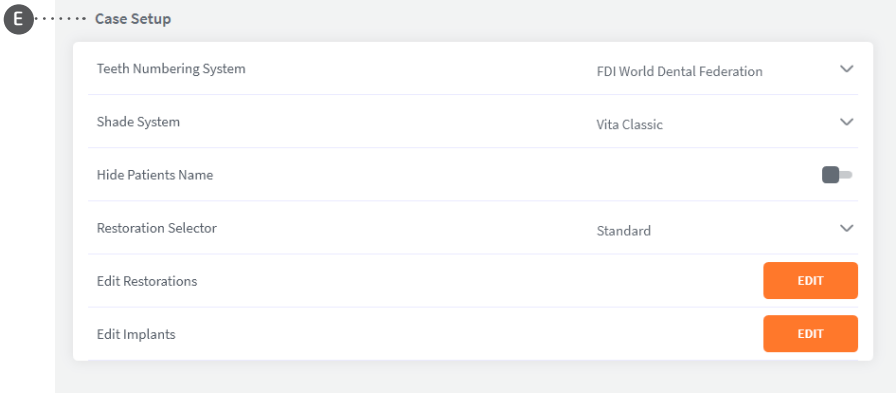 E
Case Setup
Teeth Numbering System
FDI World Dental Federation
Shade System
Vita Classic
Hide Patients Name
Restoration Selector
Standard
Edit Restorations
EDIT
Edit Implants
EDIT